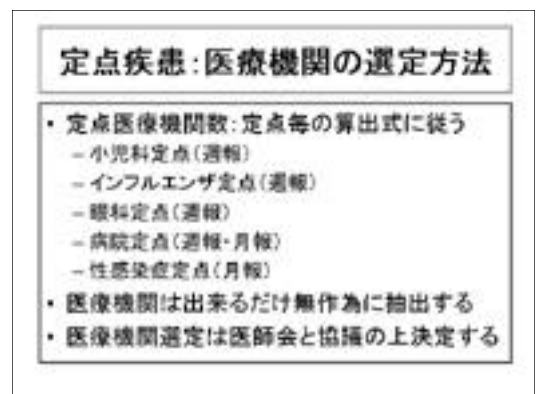 定点疾患:医療機関の選定方法
・ 定点医療機関数:定点毎の算出式に従う
– 小児科定点(週報)
– インフルエンザ定点(週報)
– 眼科定点(週報)
– 病院定点(週報・月報)
– 性感染症定点(月報)
・ 医療機関は出来るだけ無作為に抽出する
・ 医療機関選定は医師会と協議の上決定する